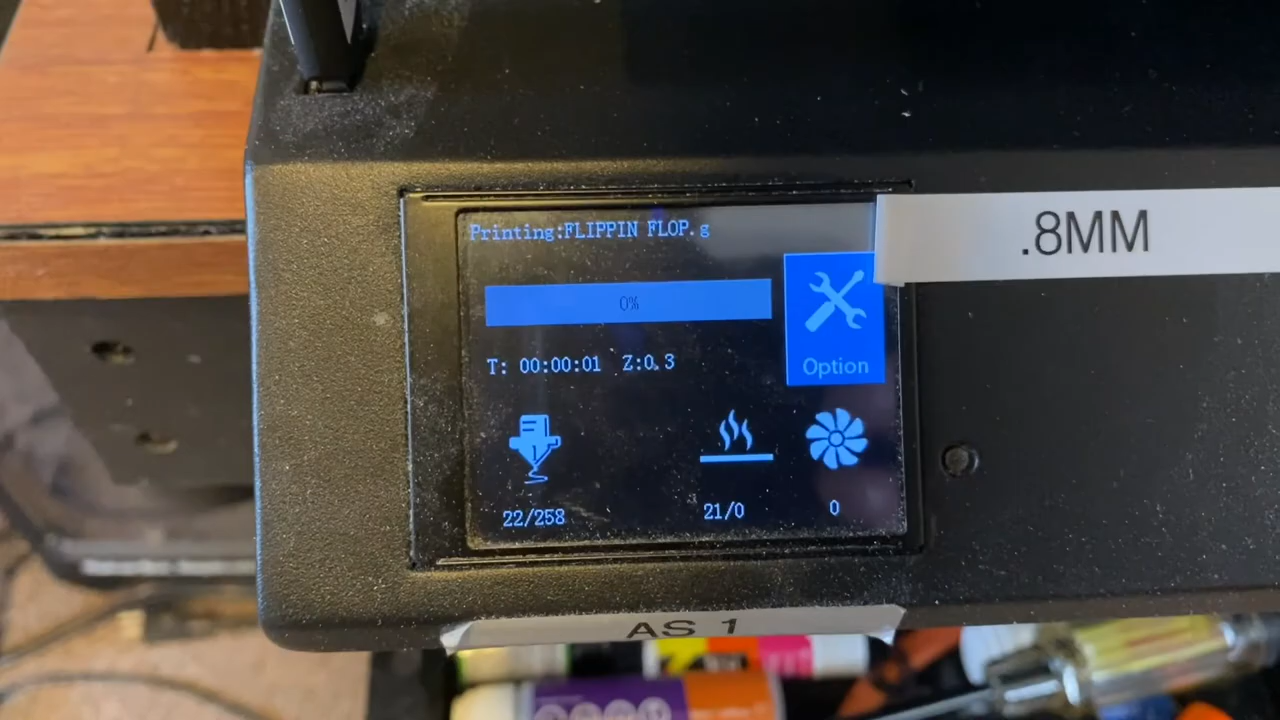 Printing:FLIPPIN FLOP.g
.8MM
0%
T: 00:00:01 Z:0.3
Option
22/258
21/0
0
AS 1